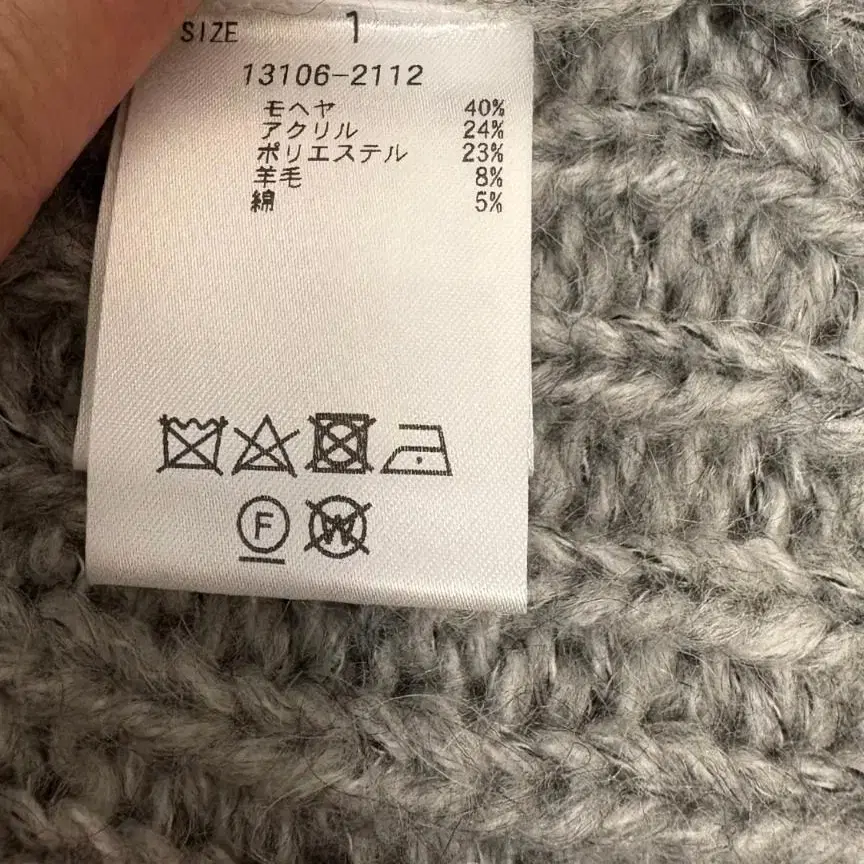 SIZE 1
13106-2112
モヘヤ 40%
アクリル 24%
ポリエステル 23%
羊毛 8%
綿 5%
F W